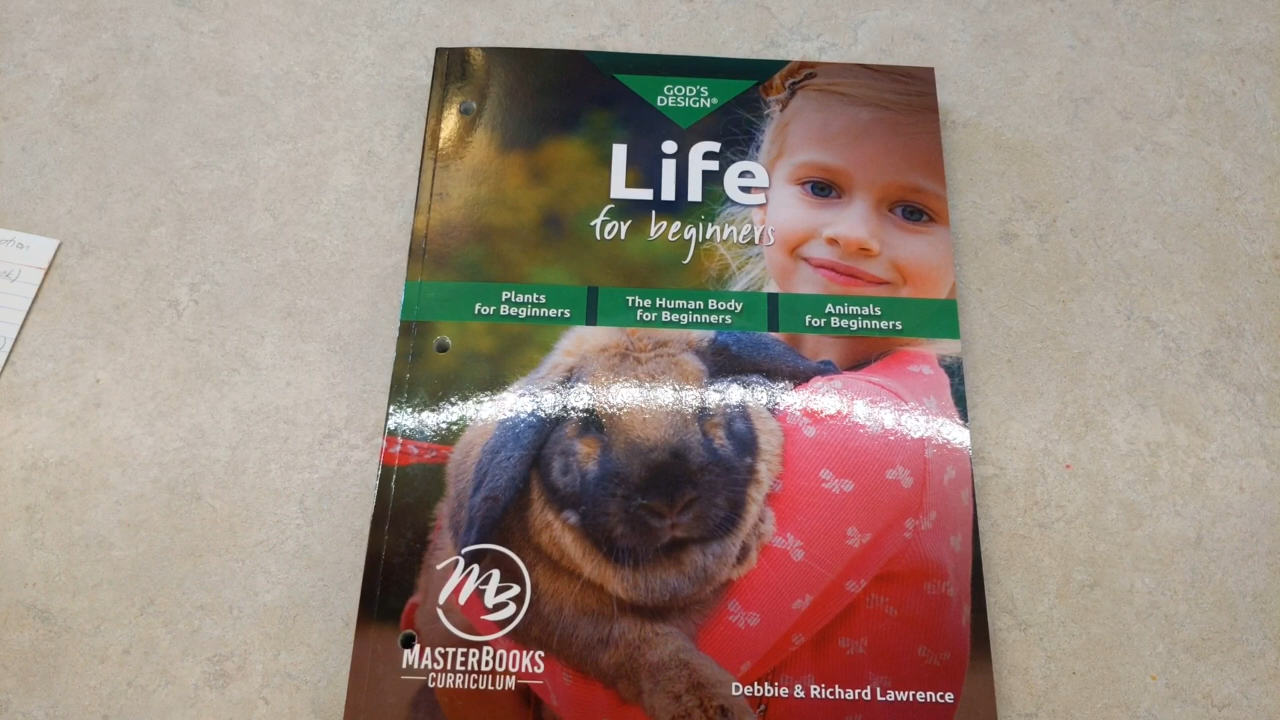 GOD'S
DESIGN®
Life
for beginners
Plants
for Beginners
The Human Body
for Beginners
Animals
for Beginners
MB
MASTERBOOKS
CURRICULUM
Debbie & Richard Lawrence